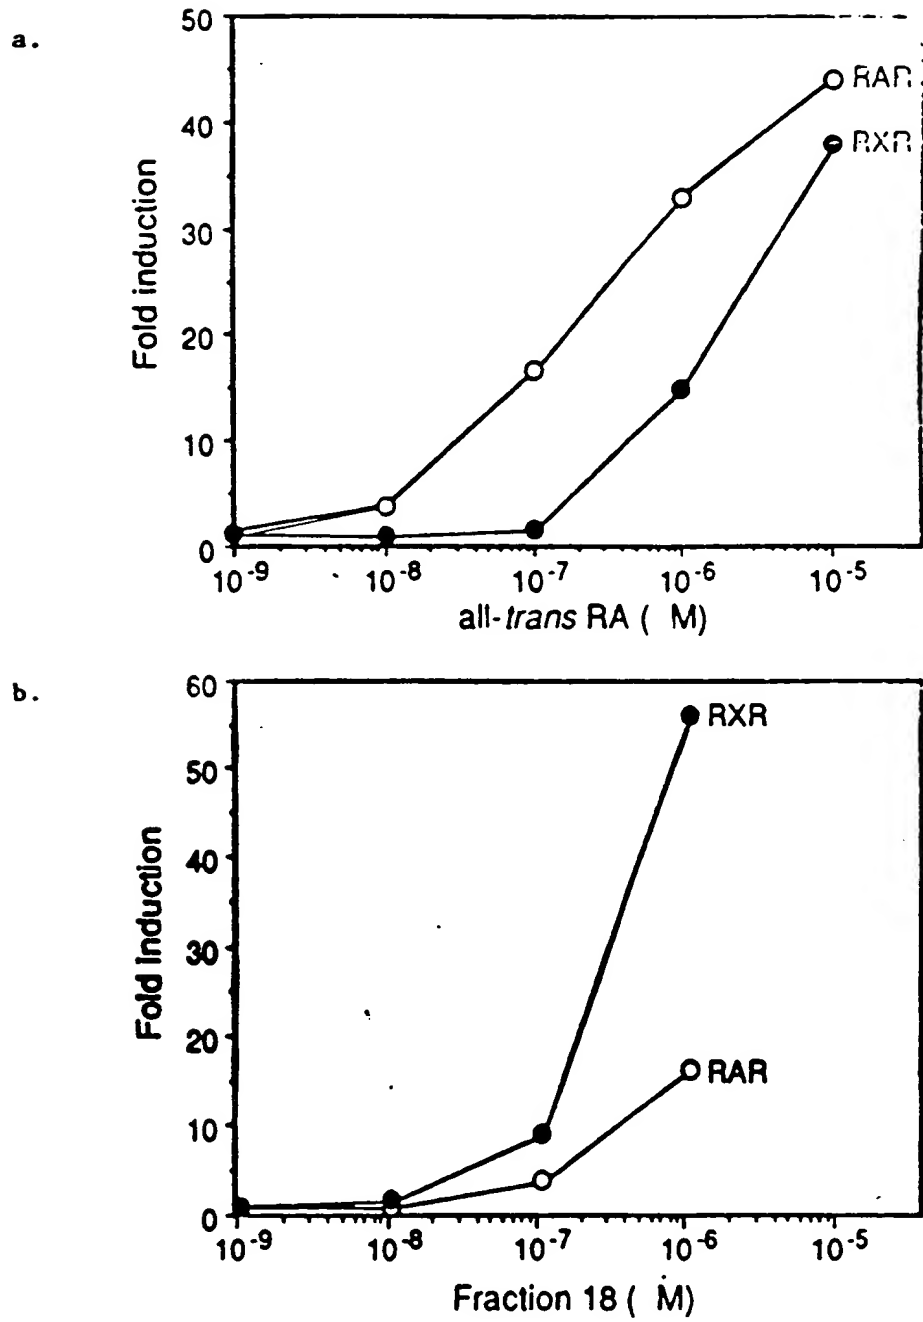 a.
50
40
30
20
10
0
Fold induction
RAR
RXR
10-9
10-8
10-7
10-6
10-5
all-trans RA ( M)
b.
60
50
40
30
20
10
0
Fold Induction
RXR
RAR
10-9
10-8
10-7
10-6
10-5
Fraction 18 ( M)